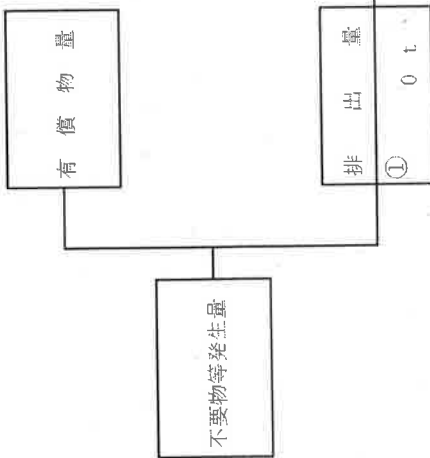 有償物量
排出量
① 0 t
不要物等発生量